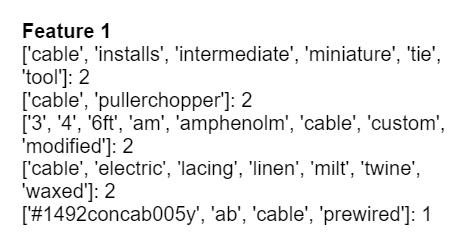 Feature 1
['cable', 'installs', 'intermediate', 'miniature', 'tie',
'tool']: 2
['cable', 'pullerchopper']: 2
['3', '4', '6ft', 'am', 'amphenolm', 'cable', 'custom',
'modified']: 2
['cable', 'electric', 'lacing', 'linen', 'milt', 'twine',
'waxed']: 2
['#1492concab005y', 'ab', 'cable', 'prewired']: 1